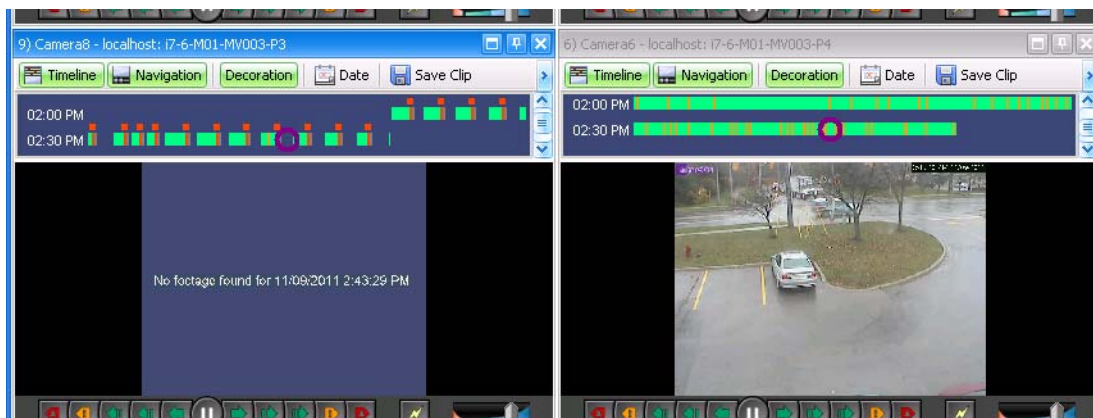 9) Camera8 - localhost: i7-6-M01-MV003-P3
Timeline Navigation Decoration Date Save Clip
02:00 PM
02:30 PM
No footage found for 11/09/2011 2:43:29 PM
6) Camera6 - localhost: i7-6-M01-MV003-P4
Timeline Navigation Decoration Date Save Clip
02:00 PM
02:30 PM